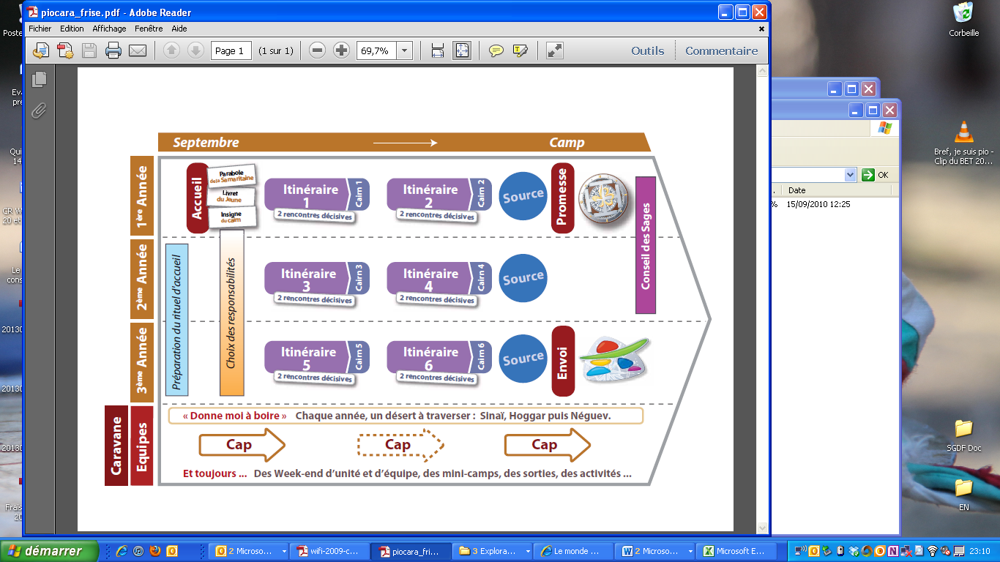 piocara_frise.pdf - Adobe Reader
Fichier Edition Affichage Fenêtre Aide
Page 1 (1 sur 1) 69,7% Outils Commentaire
Septembre Camp
1ère Année
Accueil
Parabole
de la Samaritaine
Livret
du Jeune
Insigne
du cairn
Itinéraire
1
Cairn 1
2 rencontres décisives
Itinéraire
2
Cairn 2
2 rencontres décisives
Source
Promesse
Conseil des Sages
2ème Année
Préparation du rituel d'accueil
Choix des responsabilités
Itinéraire
3
Cairn 3
2 rencontres décisives
Itinéraire
4
Cairn 4
2 rencontres décisives
Source
3ème Année
Itinéraire
5
Cairn 5
2 rencontres décisives
Itinéraire
6
Cairn 6
2 rencontres décisives
Source
Envoi
Caravane
Equipes
« Donne moi à boire » Chaque année, un désert à traverser : Sinaï, Hoggar puis Néguev.
Cap Cap Cap
Et toujours ... Des Week-end d'unité et d'équipe, des mini-camps, des sorties, des activités ...
OK
Date
15/09/2010 12:25
Corbeille
Bref, je suis pio -
Clip du BET 20...
SGDF Doc
EN
démarrer
2 Microso...
wifi-2009-c...
piocara_fri...
3 Explora...
Le monde ...
2 Microso...
Microsoft E...
23:10